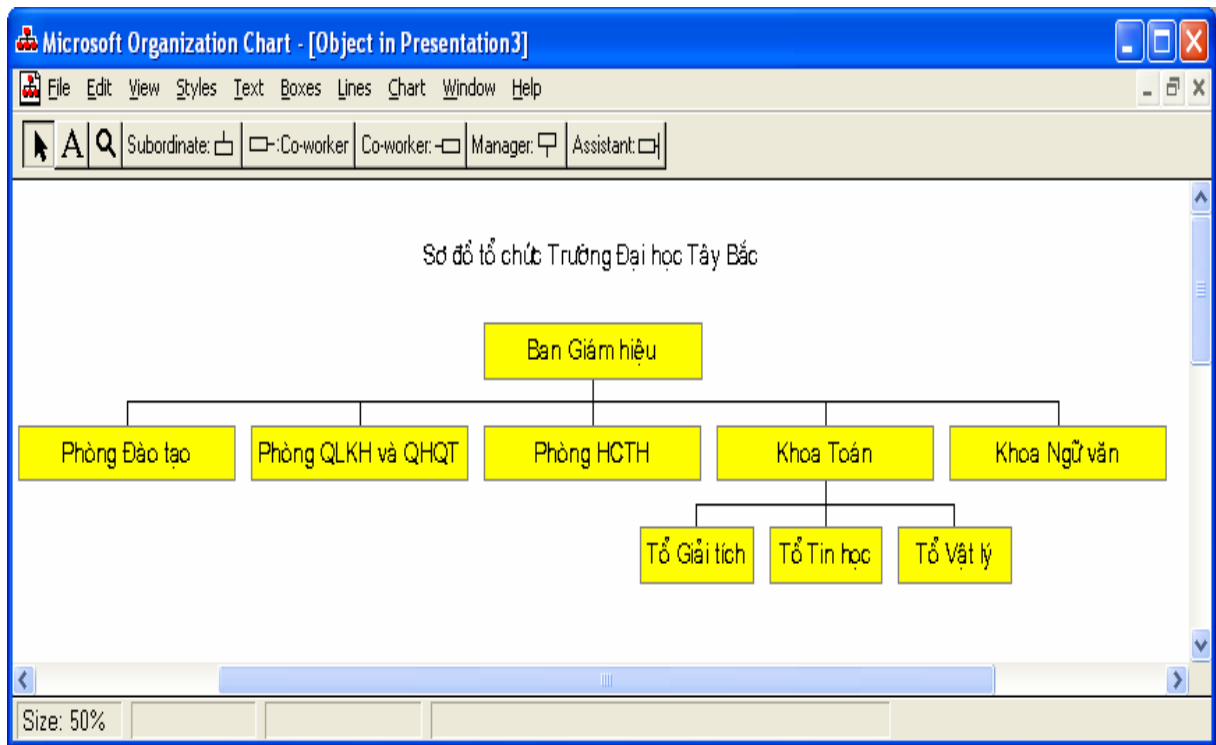 Microsoft Organization Chart - [Object in Presentation3]
File Edit View Styles Text Boxes Lines Chart Window Help
A Subordinate: :Co-worker Co-worker: Manager: Assistant:
Sơ đồ tổ chức Trường Đại học Tây Bắc
Ban Giám hiệu
Phòng Đào tạo Phòng QLKH và QHQT Phòng HCTH Khoa Toán Khoa Ngữ văn
Tổ Giải tích Tổ Tin học Tổ Vật lý
Size: 50%